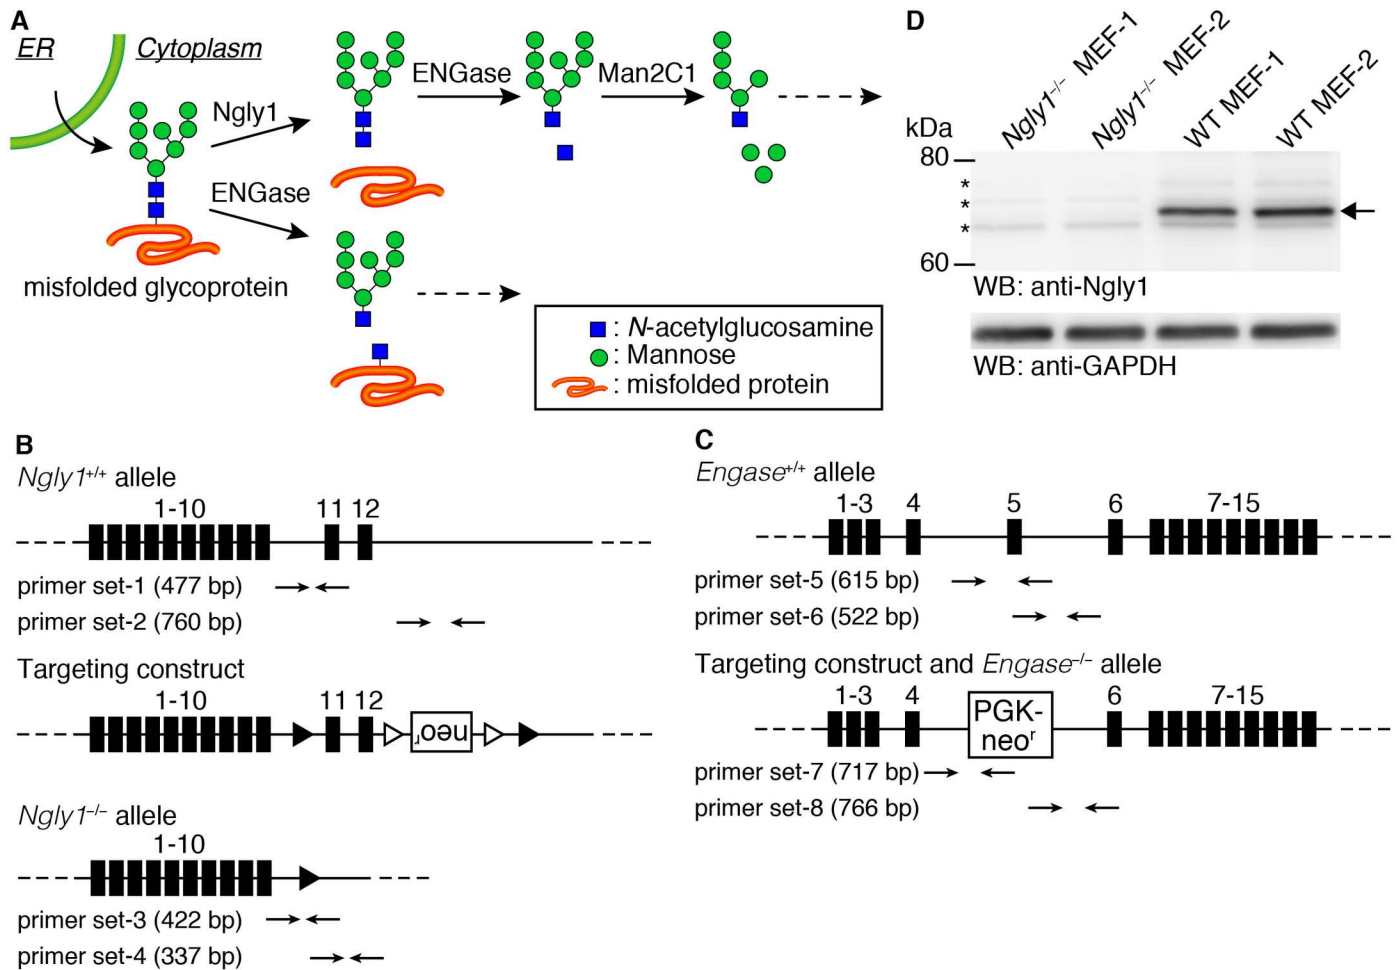 A
ER
Cytoplasm
Ngly1
ENGase
Man2C1
ENGase
misfolded glycoprotein
: N-acetylglucosamine
: Mannose
: misfolded protein
D
Ngly1–/– MEF-1
Ngly1–/– MEF-2
WT MEF-1
WT MEF-2
kDa
80
*
*
*
60
WB: anti-Ngly1
WB: anti-GAPDH
B
Ngly1+/+ allele
1-10 11 12
primer set-1 (477 bp)
primer set-2 (760 bp)
Targeting construct
1-10 11 12
neor
Ngly1–/– allele
1-10
primer set-3 (422 bp)
primer set-4 (337 bp)
C
Engase+/+ allele
1-3 4 5 6 7-15
primer set-5 (615 bp)
primer set-6 (522 bp)
Targeting construct and Engase–/– allele
1-3 4 6 7-15
PGK-
neor
primer set-7 (717 bp)
primer set-8 (766 bp)